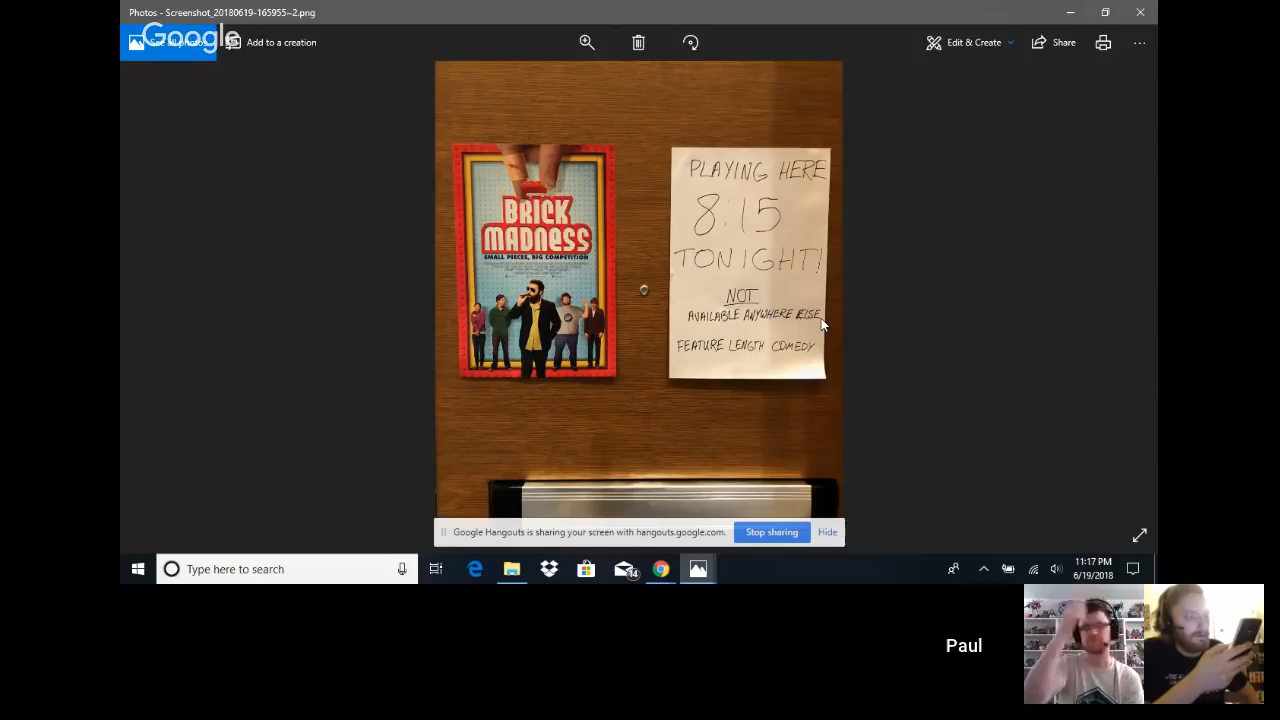 Photos - Screenshot_20180619-165955~2.png
Google
Add to a creation
Edit & Create
Share
BRICK
MADNESS
SMALL PIECES, BIG COMPETITION
PLAYING HERE
8:15
TONIGHT!
NOT
AVAILABLE ANYWHERE ELSE
FEATURE LENGTH COMEDY
Google Hangouts is sharing your screen with hangouts.google.com.
Stop sharing
Hide
Type here to search
14
11:17 PM
6/19/2018
Paul